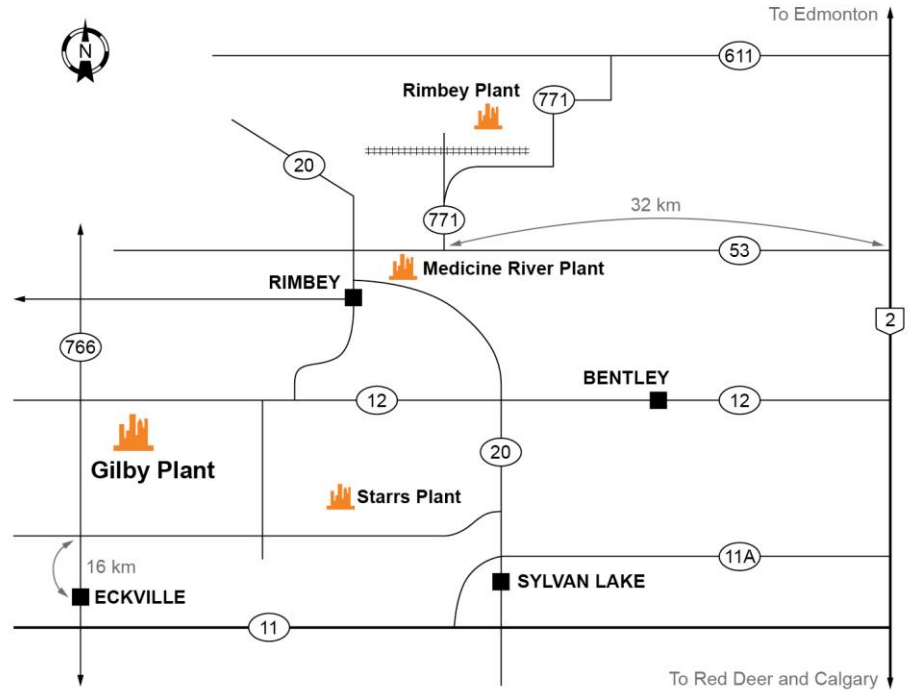 To Edmonton
N
611
Rimbey Plant
771
20
32 km
771
53
Medicine River Plant
RIMBEY
2
766
BENTLEY
12
12
Gilby Plant
20
Starrs Plant
11A
16 km
SYLVAN LAKE
ECKVILLE
11
To Red Deer and Calgary